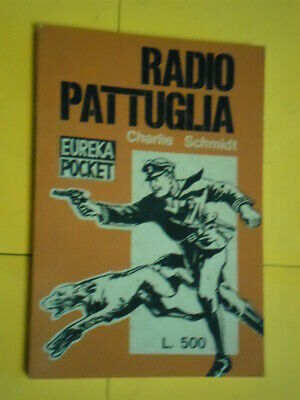 RADIO
PATTUGLIA
Charlie Schmidt
EUREKA
POCKET
L. 500